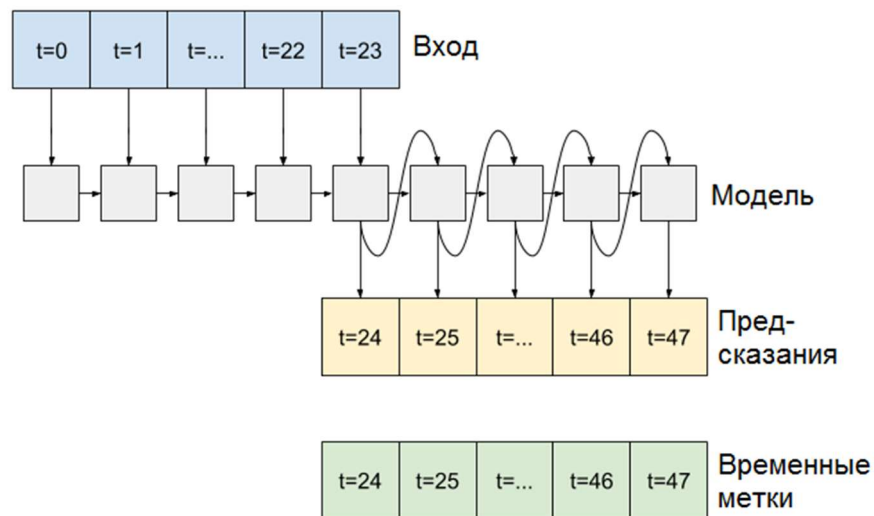 t=0 t=1 t=... t=22 t=23 Вход
Модель
t=24 t=25 t=... t=46 t=47 Пред-
сказания
t=24 t=25 t=... t=46 t=47 Временные
метки